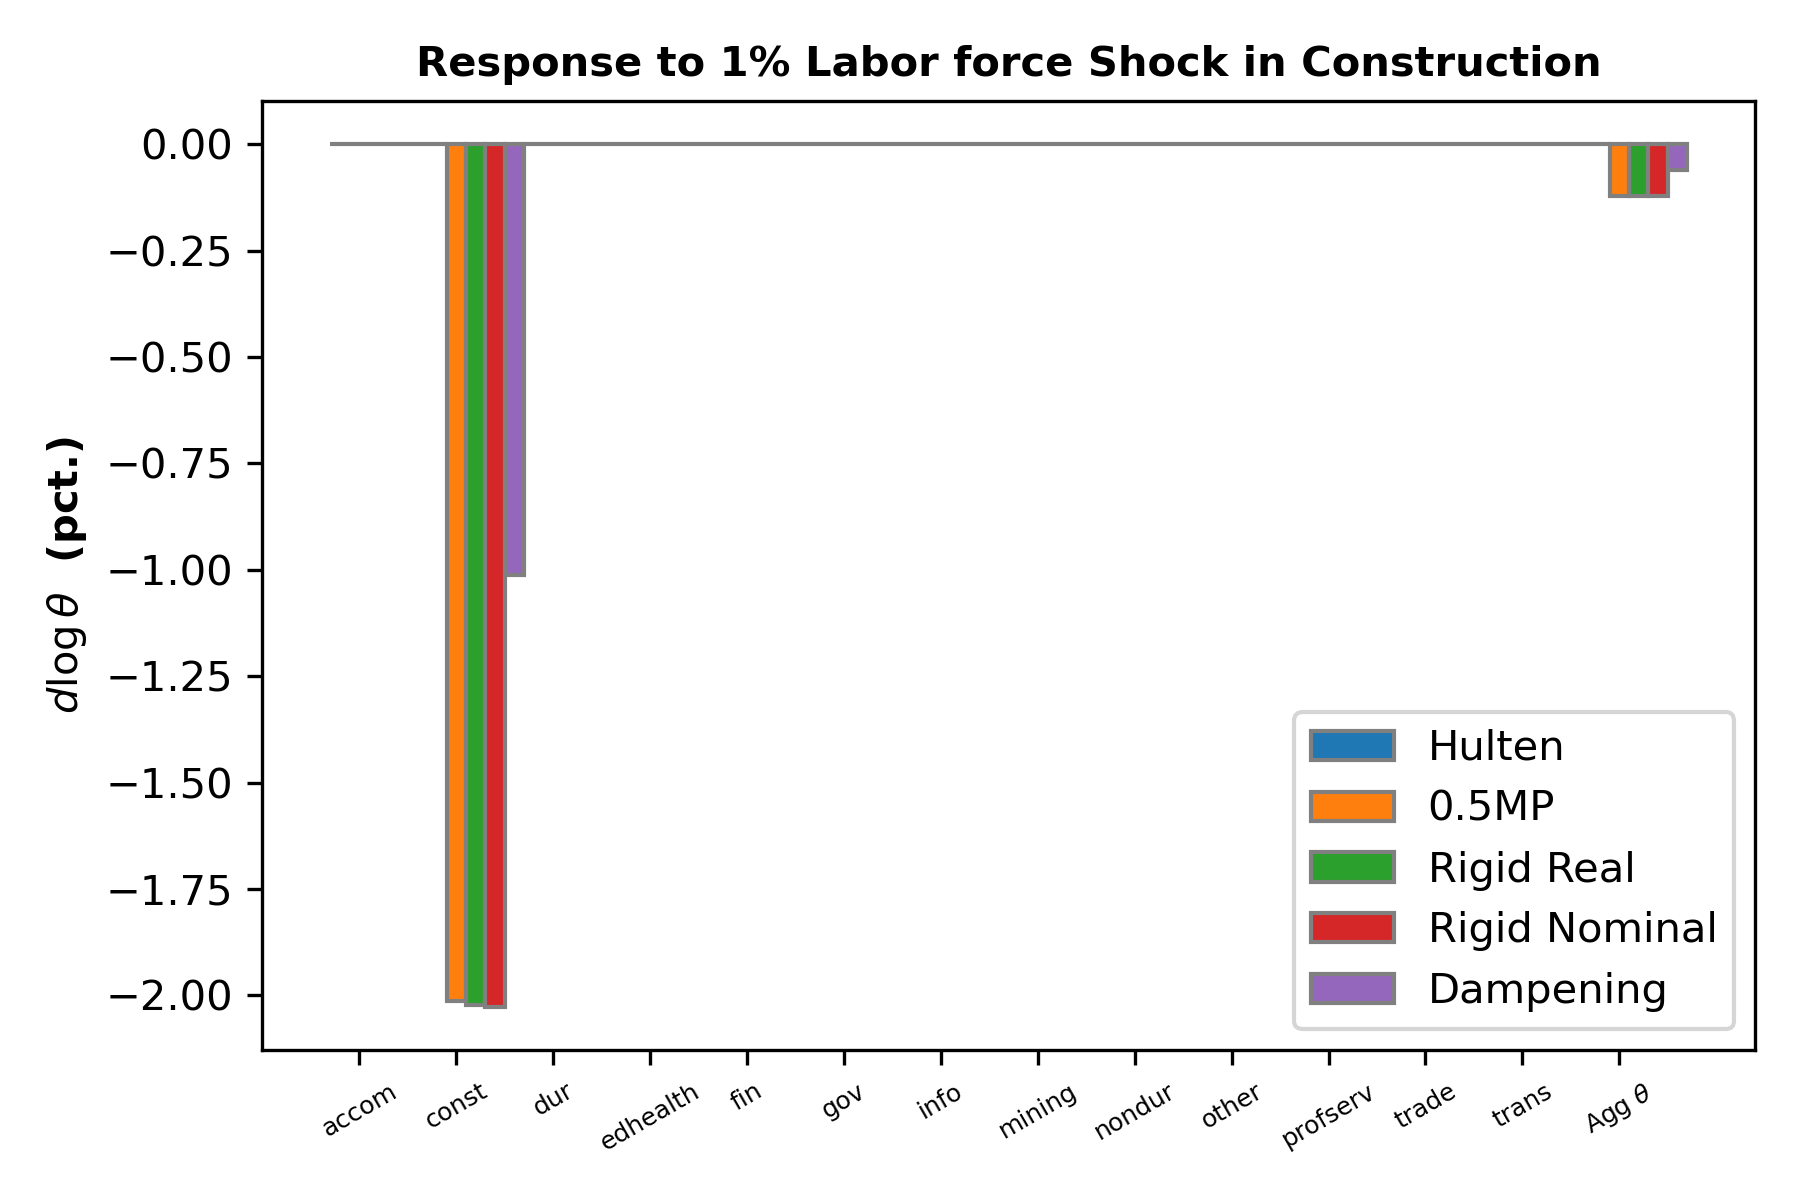 Response to 1% Labor force Shock in Construction
d log θ (pct.)
0.00
−0.25
−0.50
−0.75
−1.00
−1.25
−1.50
−1.75
−2.00
Hulten
0.5MP
Rigid Real
Rigid Nominal
Dampening
accom const dur edhealth fin gov info mining nondur other profserv trade trans Agg θ